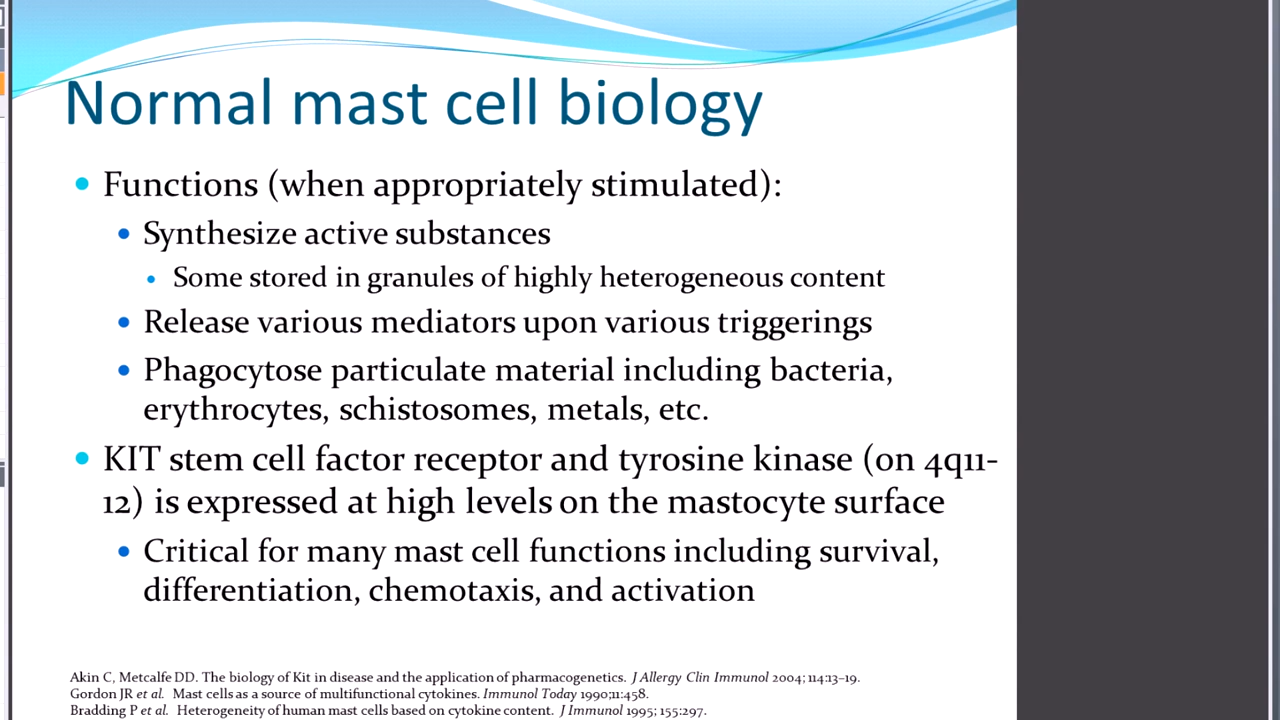 Normal mast cell biology
• Functions (when appropriately stimulated):
• Synthesize active substances
• Some stored in granules of highly heterogeneous content
• Release various mediators upon various triggerings
• Phagocytose particulate material including bacteria,
erythrocytes, schistosomes, metals, etc.
• KIT stem cell factor receptor and tyrosine kinase (on 4q11-
12) is expressed at high levels on the mastocyte surface
• Critical for many mast cell functions including survival,
differentiation, chemotaxis, and activation
Akin C, Metcalfe DD. The biology of Kit in disease and the application of pharmacogenetics. J Allergy Clin Immunol 2004; 114:13–19.
Gordon JR et al. Mast cells as a source of multifunctional cytokines. Immunol Today 1990;11:458.
Bradding P et al. Heterogeneity of human mast cells based on cytokine content. J Immunol 1995; 155:297.